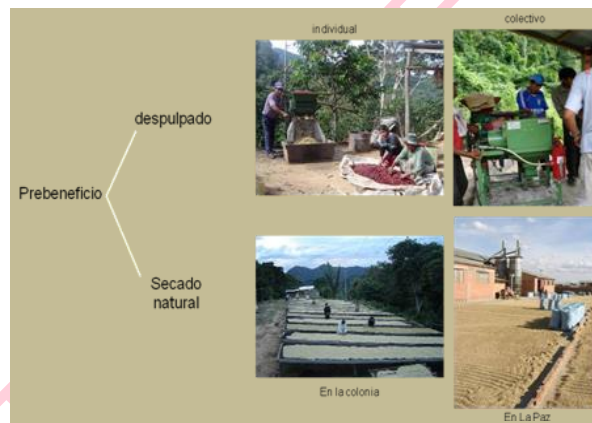 individual
colectivo
despulpado
Prebeneficio
Secado
natural
En la colonia
En La Paz